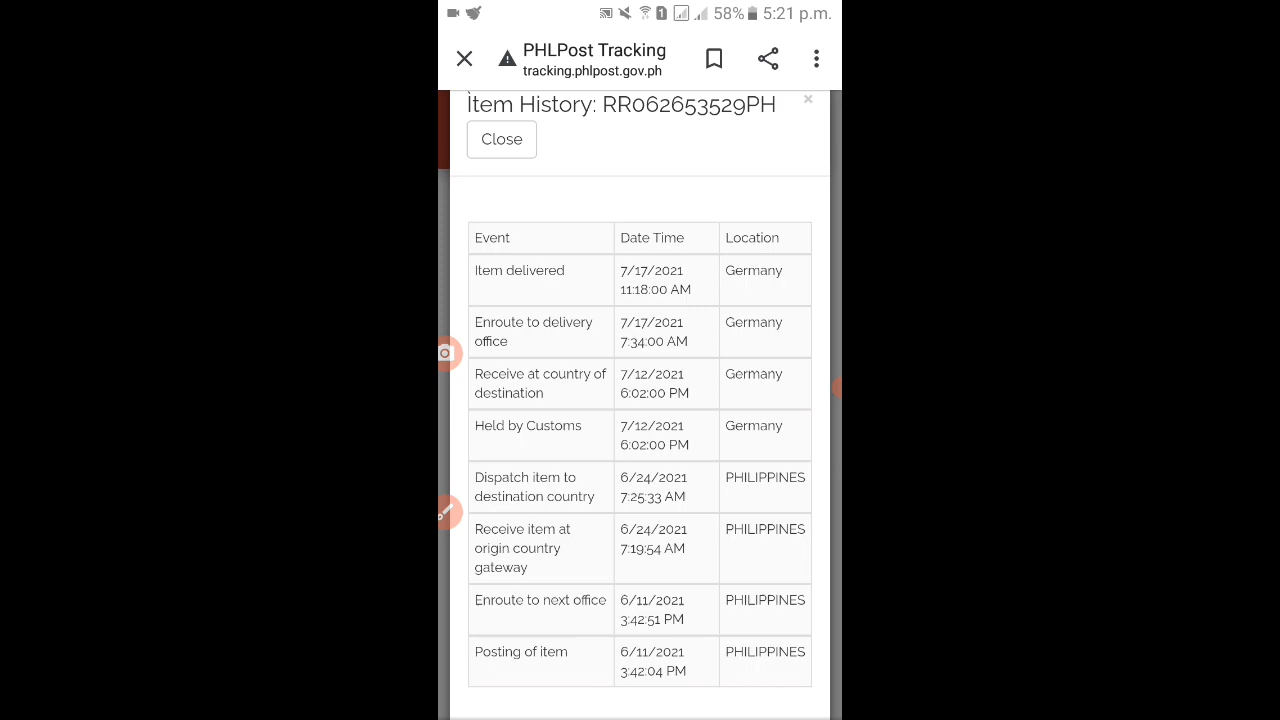 1 58% 5:21 p.m.
PHLPost Tracking
tracking.phlpost.gov.ph
Item History: RR062653529PH ×
Close
Event Date Time Location
Item delivered 7/17/2021 Germany
11:18:00 AM
Enroute to delivery 7/17/2021 Germany
office 7:34:00 AM
Receive at country of 7/12/2021 Germany
destination 6:02:00 PM
Held by Customs 7/12/2021 Germany
6:02:00 PM
Dispatch item to 6/24/2021 PHILIPPINES
destination country 7:25:33 AM
Receive item at 6/24/2021 PHILIPPINES
origin country 7:19:54 AM
gateway
Enroute to next office 6/11/2021 PHILIPPINES
3:42:51 PM
Posting of item 6/11/2021 PHILIPPINES
3:42:04 PM